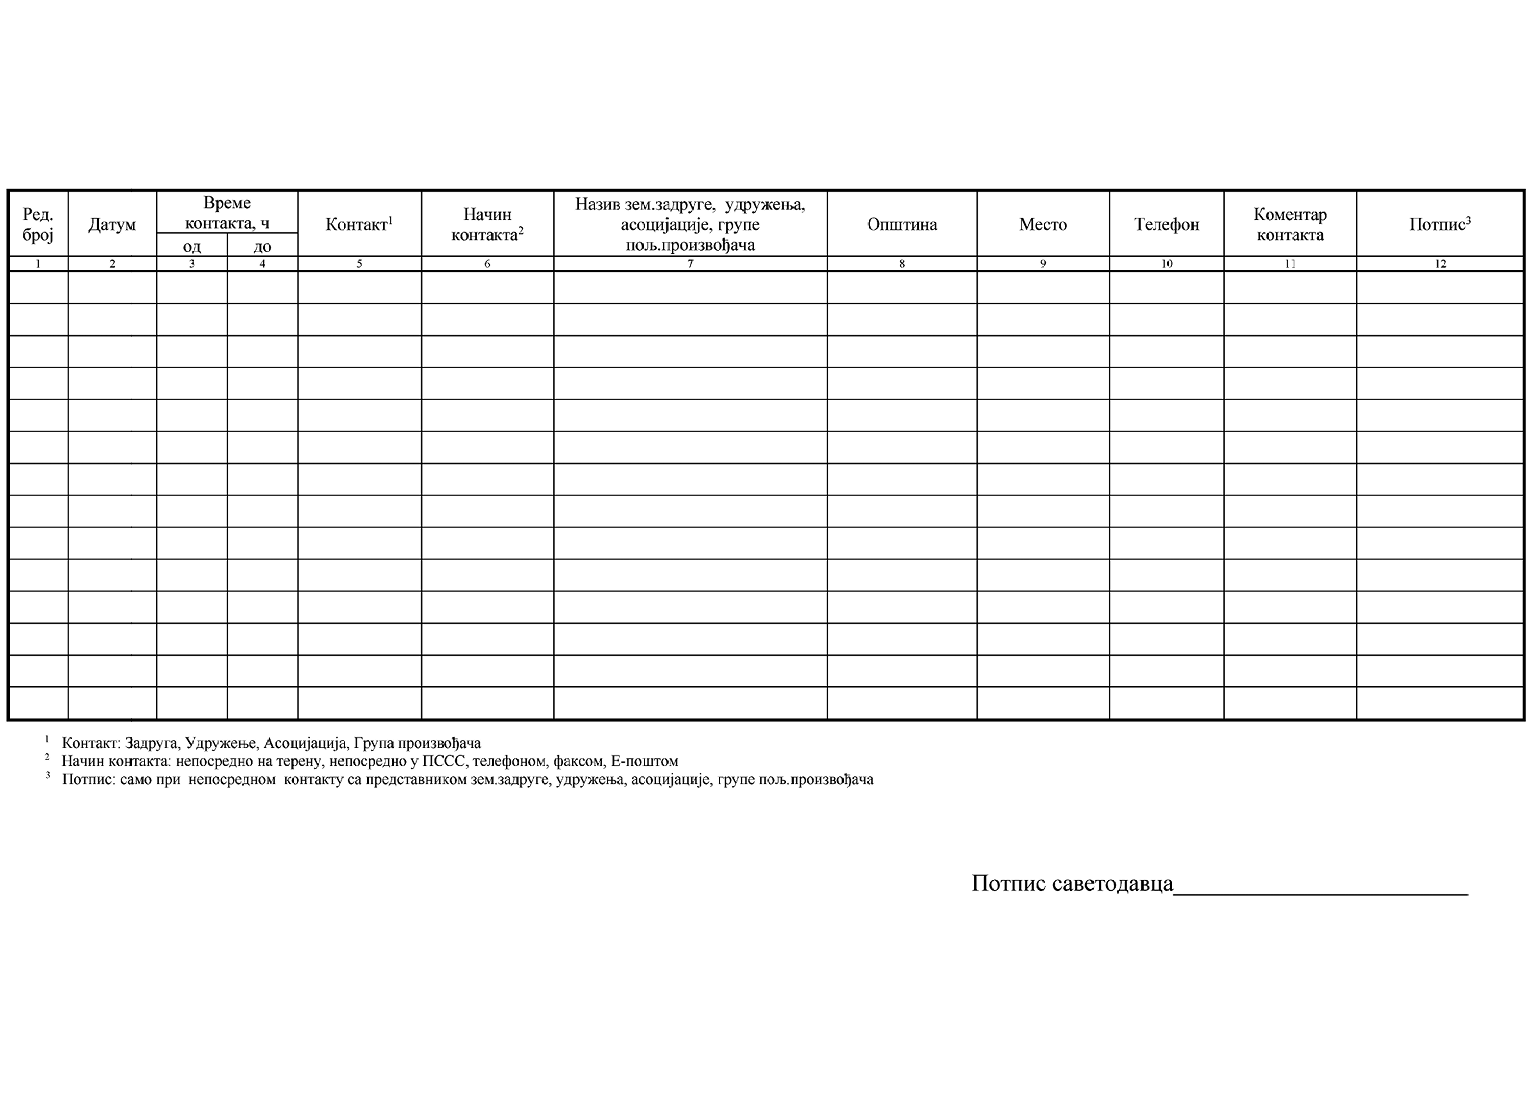 Ред. број
Датум
Време контакта, ч
од
до
Контакт1
Начин контакта2
Назив зем.задруге, удружења, асоцијације, групе пољ.произвођача
Општина
Место
Телефон
Коментар контакта
Потпис3
1 2 3 4 5 6 7 8 9 10 11 12
1 Контакт: Задруга, Удружење, Асоцијација, Група произвођача
2 Начин контакта: непосредно на терену, непосредно у ПССС, телефоном, факсом, Е-поштом
3 Потпис: само при непосредном контакту са представником зем.задруге, удружења, асоцијације, групе пољ.произвођача
Потпис саветодавца